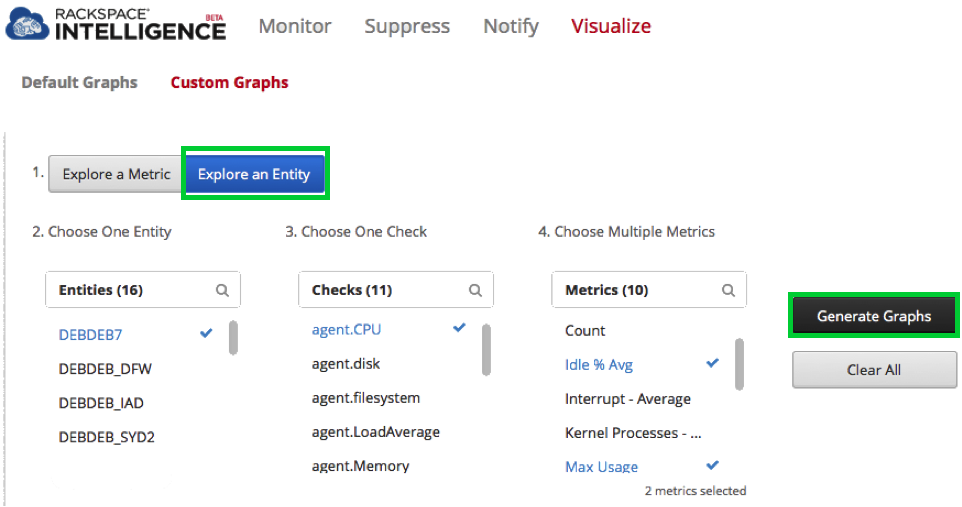 RACKSPACE®
INTELLIGENCE BETA
Monitor Suppress Notify Visualize
Default Graphs Custom Graphs
1. Explore a Metric Explore an Entity
2. Choose One Entity 3. Choose One Check 4. Choose Multiple Metrics
Entities (16) Checks (11) Metrics (10)
DEBDEB7 agent.CPU Count
DEBDEB_DFW agent.disk Idle % Avg
DEBDEB_IAD agent.filesystem Interrupt - Average
DEBDEB_SYD2 agent.LoadAverage Kernel Processes - ...
agent.Memory Max Usage
2 metrics selected
Generate Graphs
Clear All